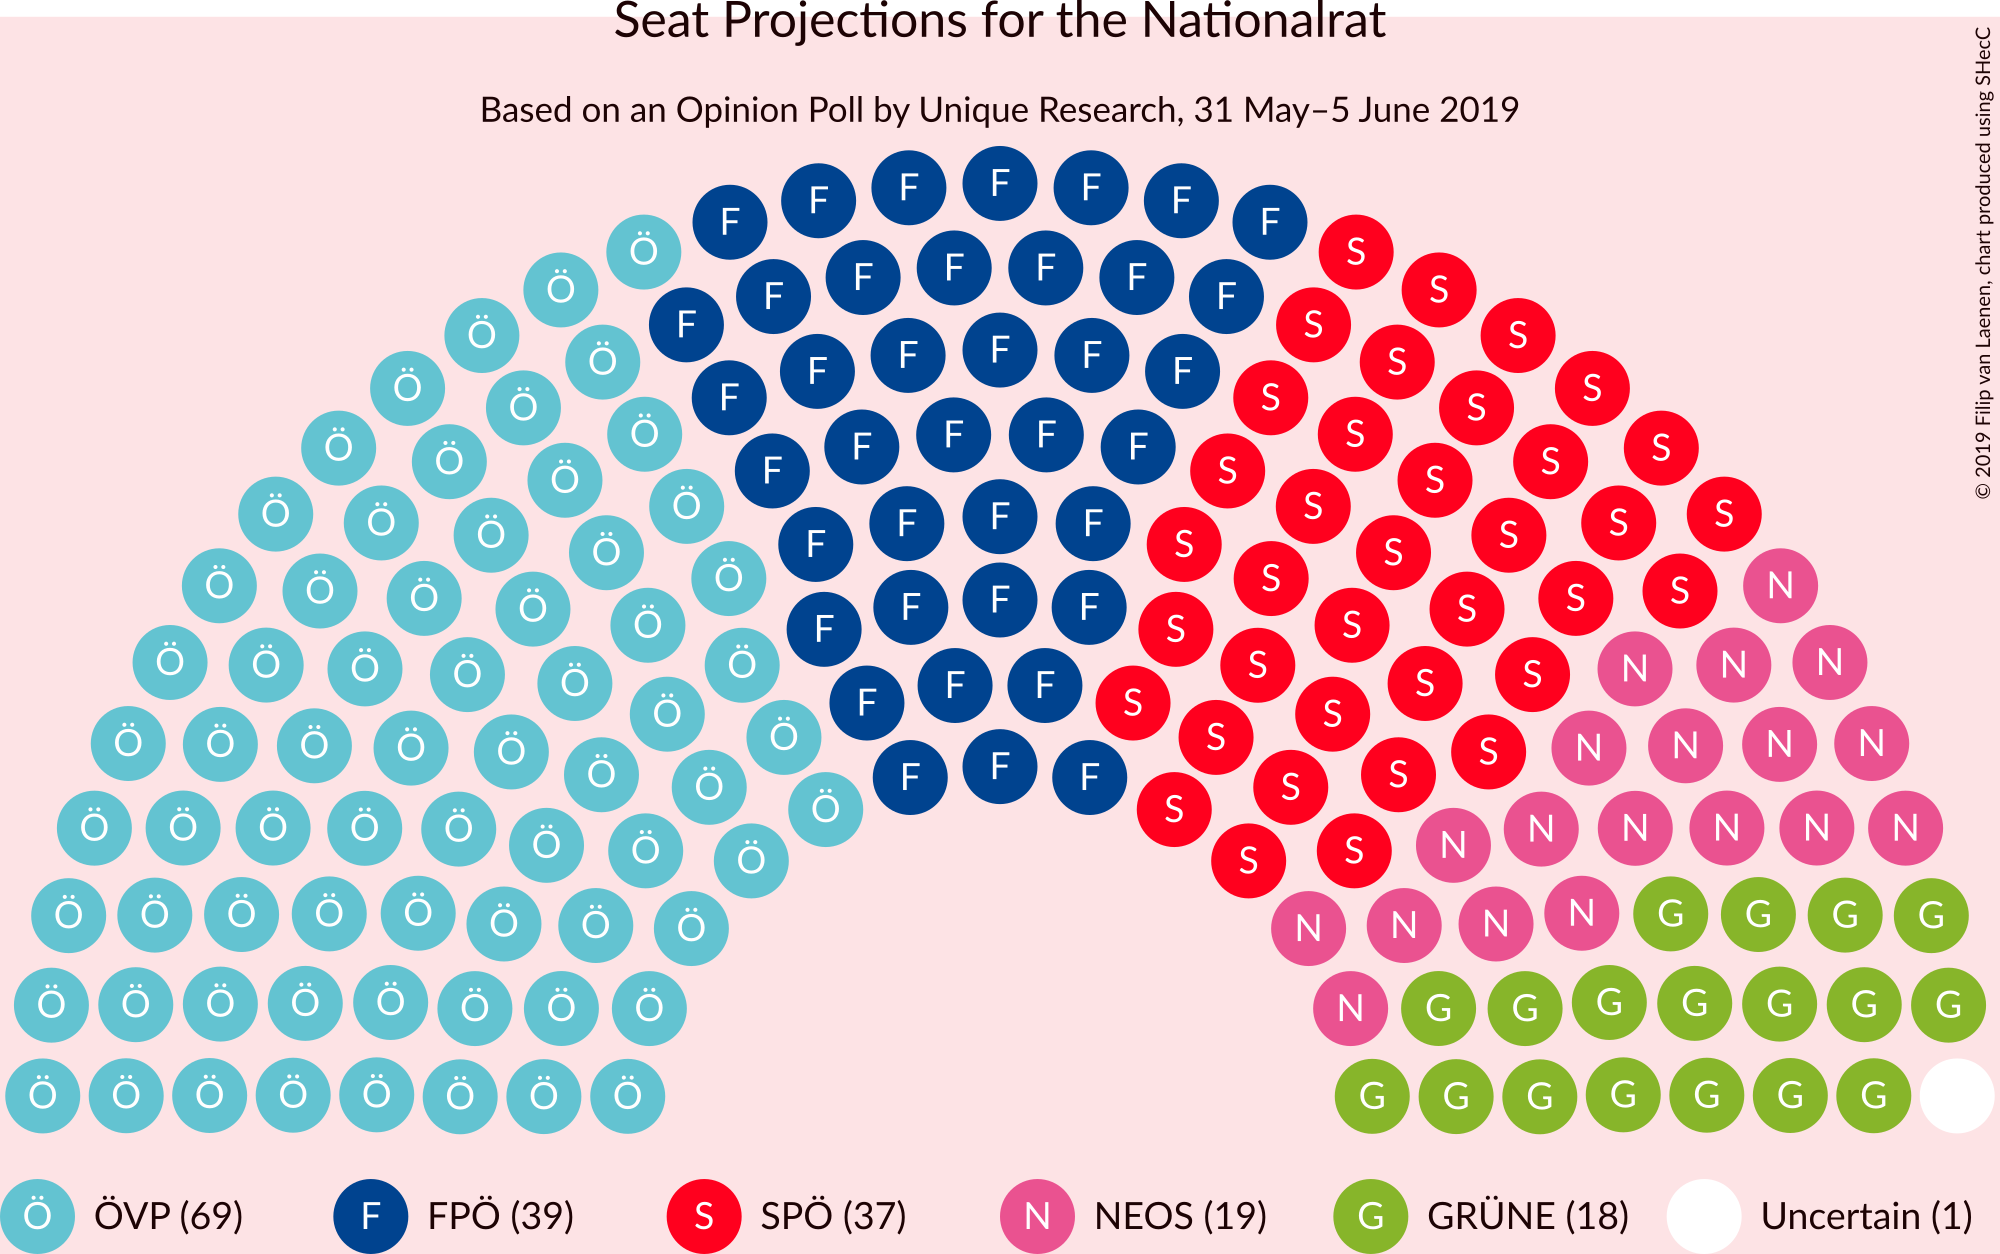 Seat Projections for the Nationalrat
Based on an Opinion Poll by Unique Research, 31 May–5 June 2019
© 2019 Filip van Laenen, chart produced using SHecC
F F F F F F F
Ö S
F F F F F F
Ö S
F S
Ö S
F F F F F
Ö S
Ö S
F S
Ö S
F F F F
Ö S
Ö S
F S
Ö S
Ö S
F F F
Ö S
Ö S
F S
Ö S
Ö S
Ö S
F F F
Ö S
Ö S
F S
Ö S
Ö N
Ö S
Ö S
F F F
Ö S
Ö S
F S
Ö S
Ö N
Ö N
Ö N
Ö S
Ö S
F F F
Ö S
Ö S
Ö S
Ö N
Ö N
Ö N
Ö N
Ö S
Ö S
Ö S
Ö S
Ö Ö Ö Ö Ö Ö N N N N N N
Ö Ö Ö Ö Ö Ö Ö Ö N N N N G G G G
Ö Ö Ö Ö Ö Ö Ö Ö N G G G G G G G
Ö Ö Ö Ö Ö Ö Ö Ö G G G G G G G
Ö ÖVP (69) F FPÖ (39) S SPÖ (37) N NEOS (19) G GRÜNE (18) Uncertain (1)